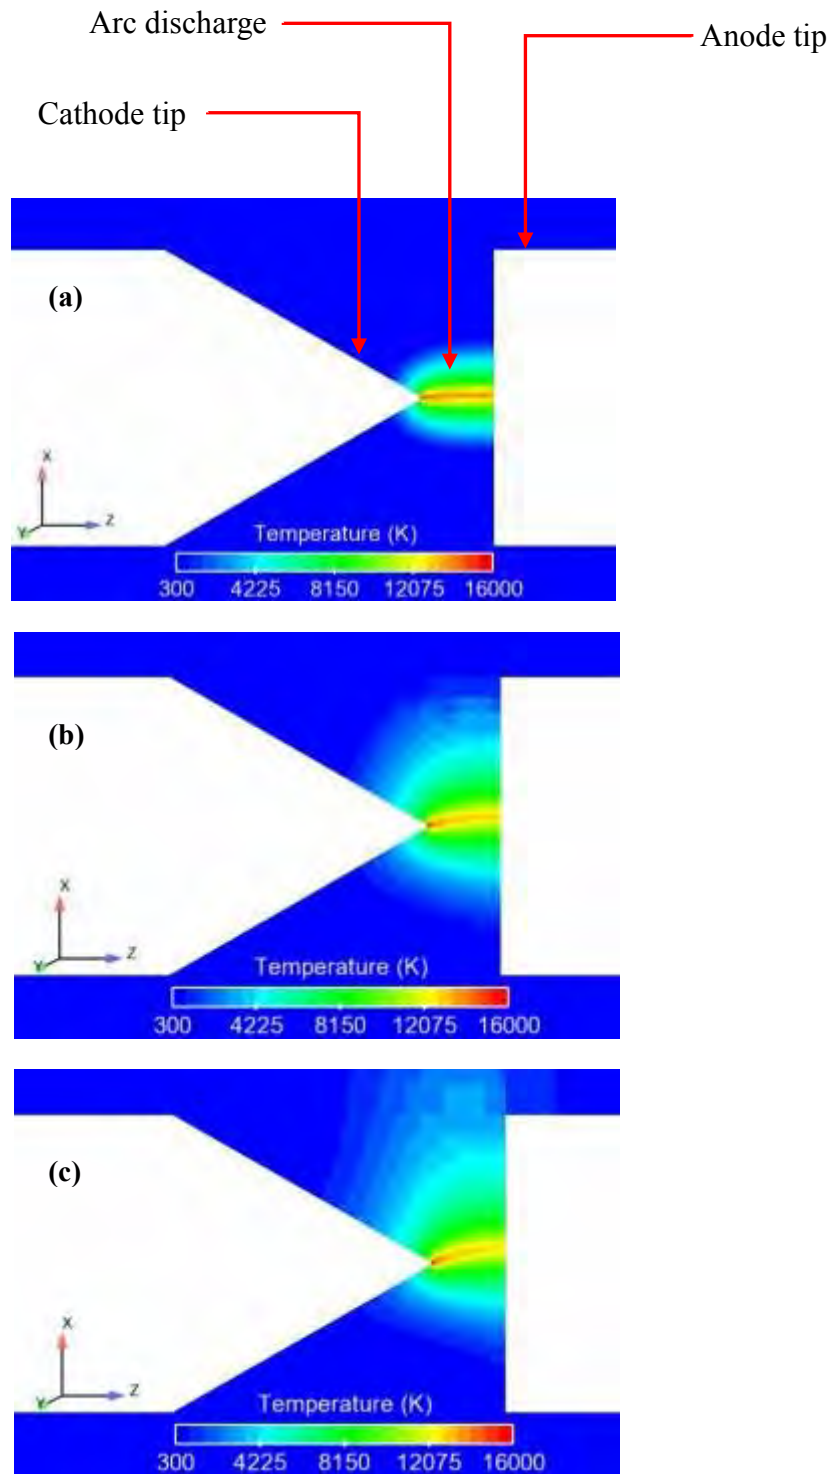 Arc discharge
Anode tip
Cathode tip
(a)
X
Y
Z
Temperature (K)
300 4225 8150 12075 16000
(b)
X
Y
Z
Temperature (K)
300 4225 8150 12075 16000
(c)
X
Y
Z
Temperature (K)
300 4225 8150 12075 16000